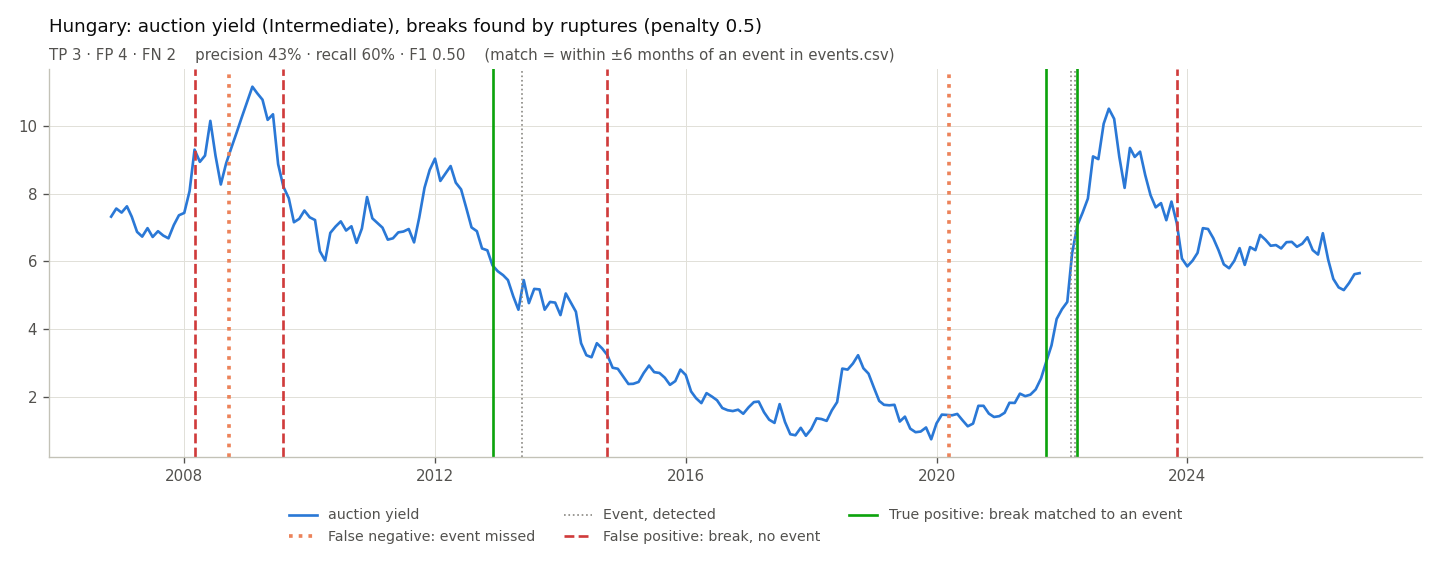 Hungary: auction yield (Intermediate), breaks found by ruptures (penalty 0.5)
TP 3 · FP 4 · FN 2    precision 43% · recall 60% · F1 0.50    (match = within ±6 months of an event in events.csv)
10
8
6
4
2
2008
2012
2016
2020
2024
auction yield
Event, detected
True positive: break matched to an event
False negative: event missed
False positive: break, no event